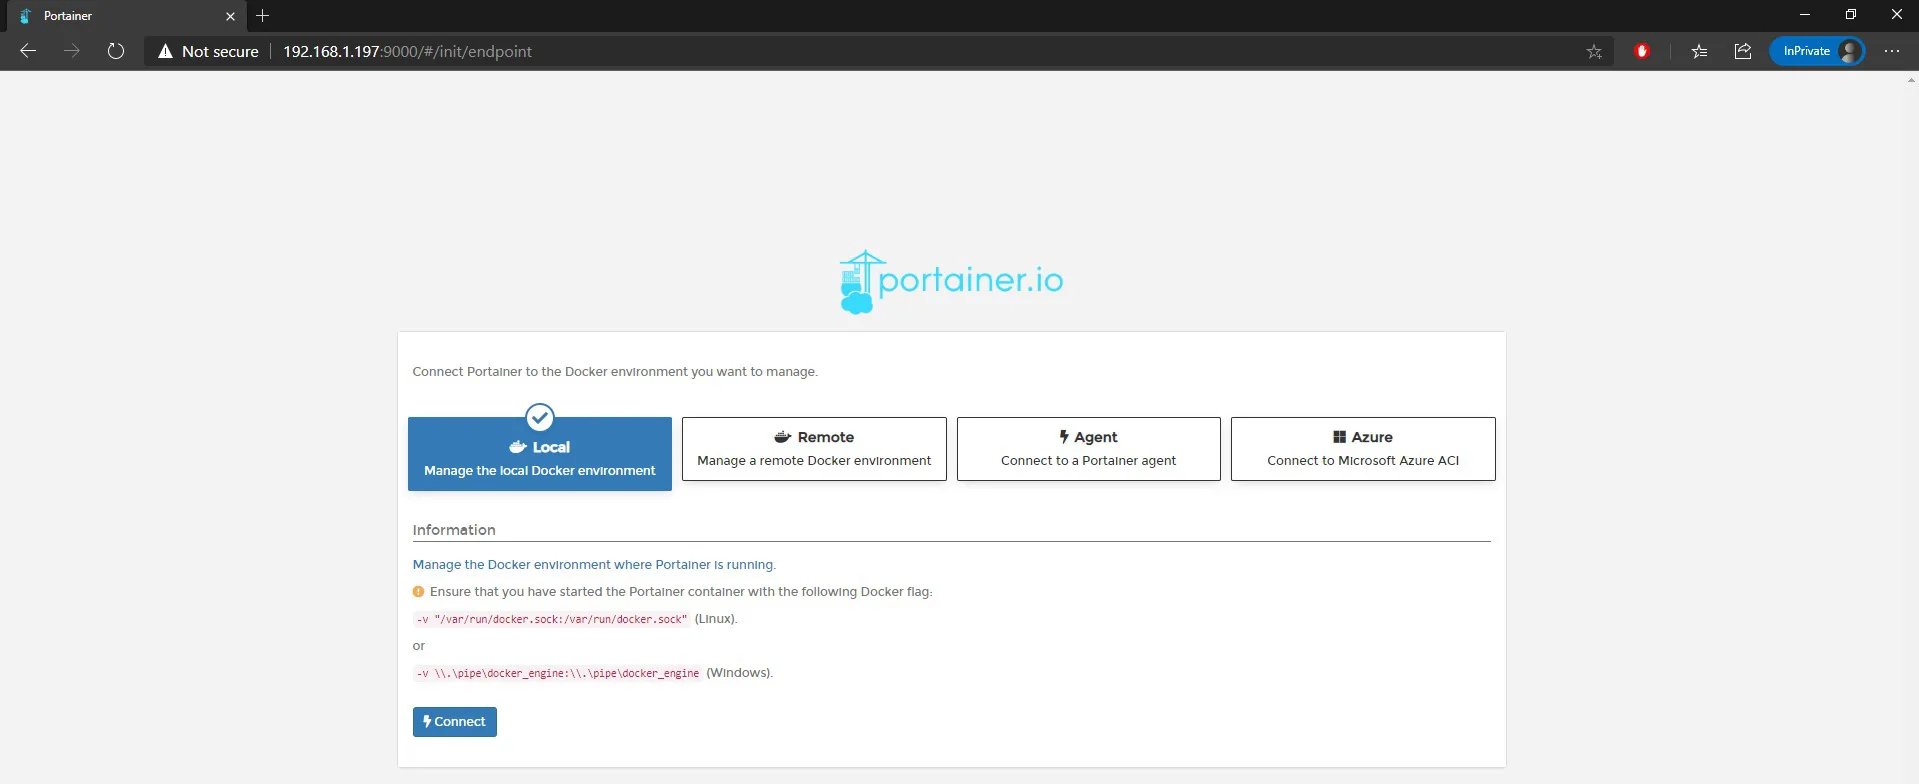 Portainer
Not secure
192.168.1.197:9000/#/init/endpoint
InPrivate
portainer.io
Connect Portainer to the Docker environment you want to manage.
Local
Manage the local Docker environment
Remote
Manage a remote Docker environment
Agent
Connect to a Portainer agent
Azure
Connect to Microsoft Azure ACI
Information
Manage the Docker environment where Portainer is running.
Ensure that you have started the Portainer container with the following Docker flag:
-v "/var/run/docker.sock:/var/run/docker.sock" (Linux).
or
-v \\.\pipe\docker_engine:\\.\pipe\docker_engine (Windows).
Connect